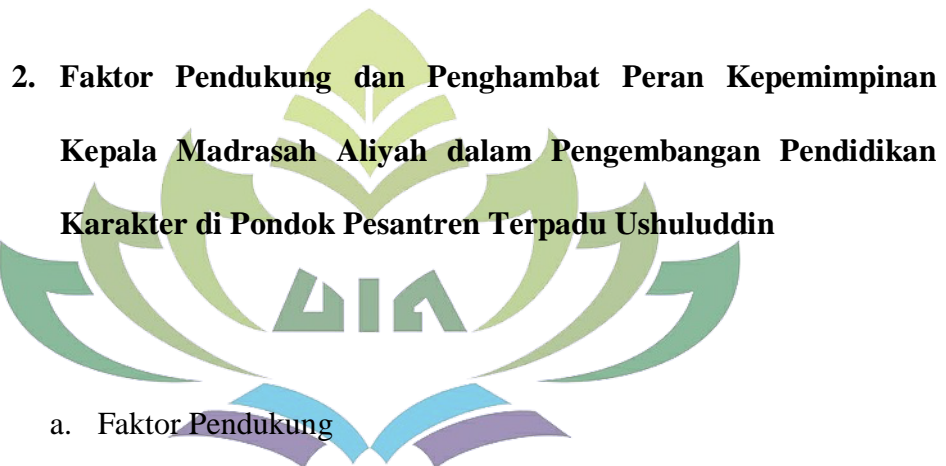 2. Faktor Pendukung dan Penghambat Peran Kepemimpinan
Kepala Madrasah Aliyah dalam Pengembangan Pendidikan
Karakter di Pondok Pesantren Terpadu Ushuluddin
UIN
a. Faktor Pendukung